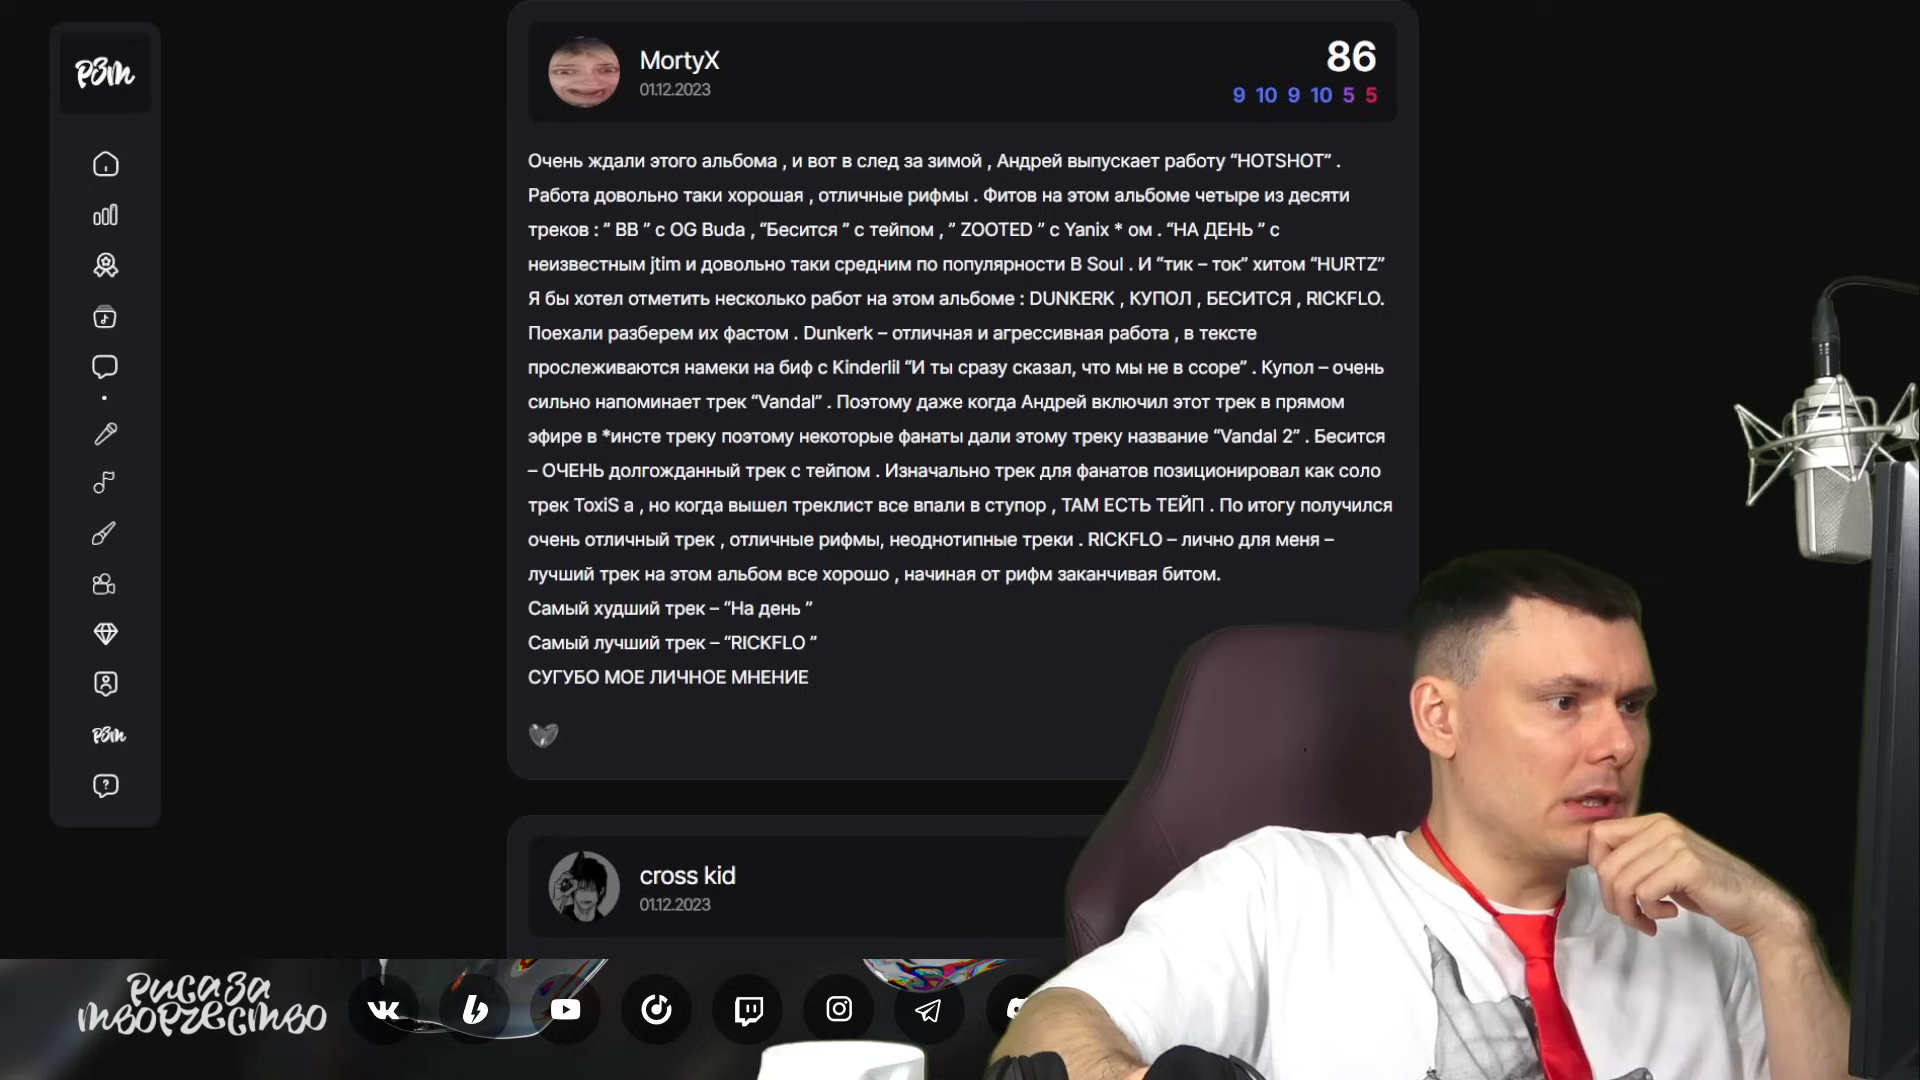 РЗТ
MortyX
01.12.2023
86
9 10 9 10 5 5
Очень ждали этого альбома , и вот в след за зимой , Андрей выпускает работу “HOTSHOT” .
Работа довольно таки хорошая , отличные рифмы . Фитов на этом альбоме четыре из десяти
треков : “ BB ” с OG Buda , “Бесится ” с тейпом , ” ZOOTED ” с Yanix * ом . “НА ДЕНЬ ” с
неизвестным jtim и довольно таки средним по популярности B Soul . И “тик – ток” хитом “HURTZ”
Я бы хотел отметить несколько работ на этом альбоме : DUNKERK , КУПОЛ , БЕСИТСЯ , RICKFLO.
Поехали разберем их фастом . Dunkerk – отличная и агрессивная работа , в тексте
прослеживаются намеки на биф с Kinderlil “И ты сразу сказал, что мы не в ссоре” . Купол – очень
сильно напоминает трек “Vandal” . Поэтому даже когда Андрей включил этот трек в прямом
эфире в *инсте треку поэтому некоторые фанаты дали этому треку название “Vandal 2” . Бесится
– ОЧЕНЬ долгожданный трек с тейпом . Изначально трек для фанатов позиционировал как соло
трек ToxiS а , но когда вышел треклист все впали в ступор , ТАМ ЕСТЬ ТЕЙП . По итогу получился
очень отличный трек , отличные рифмы, неоднотипные треки . RICKFLO – лично для меня –
лучший трек на этом альбом все хорошо , начиная от рифм заканчивая битом.
Самый худший трек – “На день ”
Самый лучший трек – “RICKFLO ”
СУГУБО МОЕ ЛИЧНОЕ МНЕНИЕ
РЗТ
cross kid
01.12.2023
РИСАЗА
ТВОРЧЕСТВО